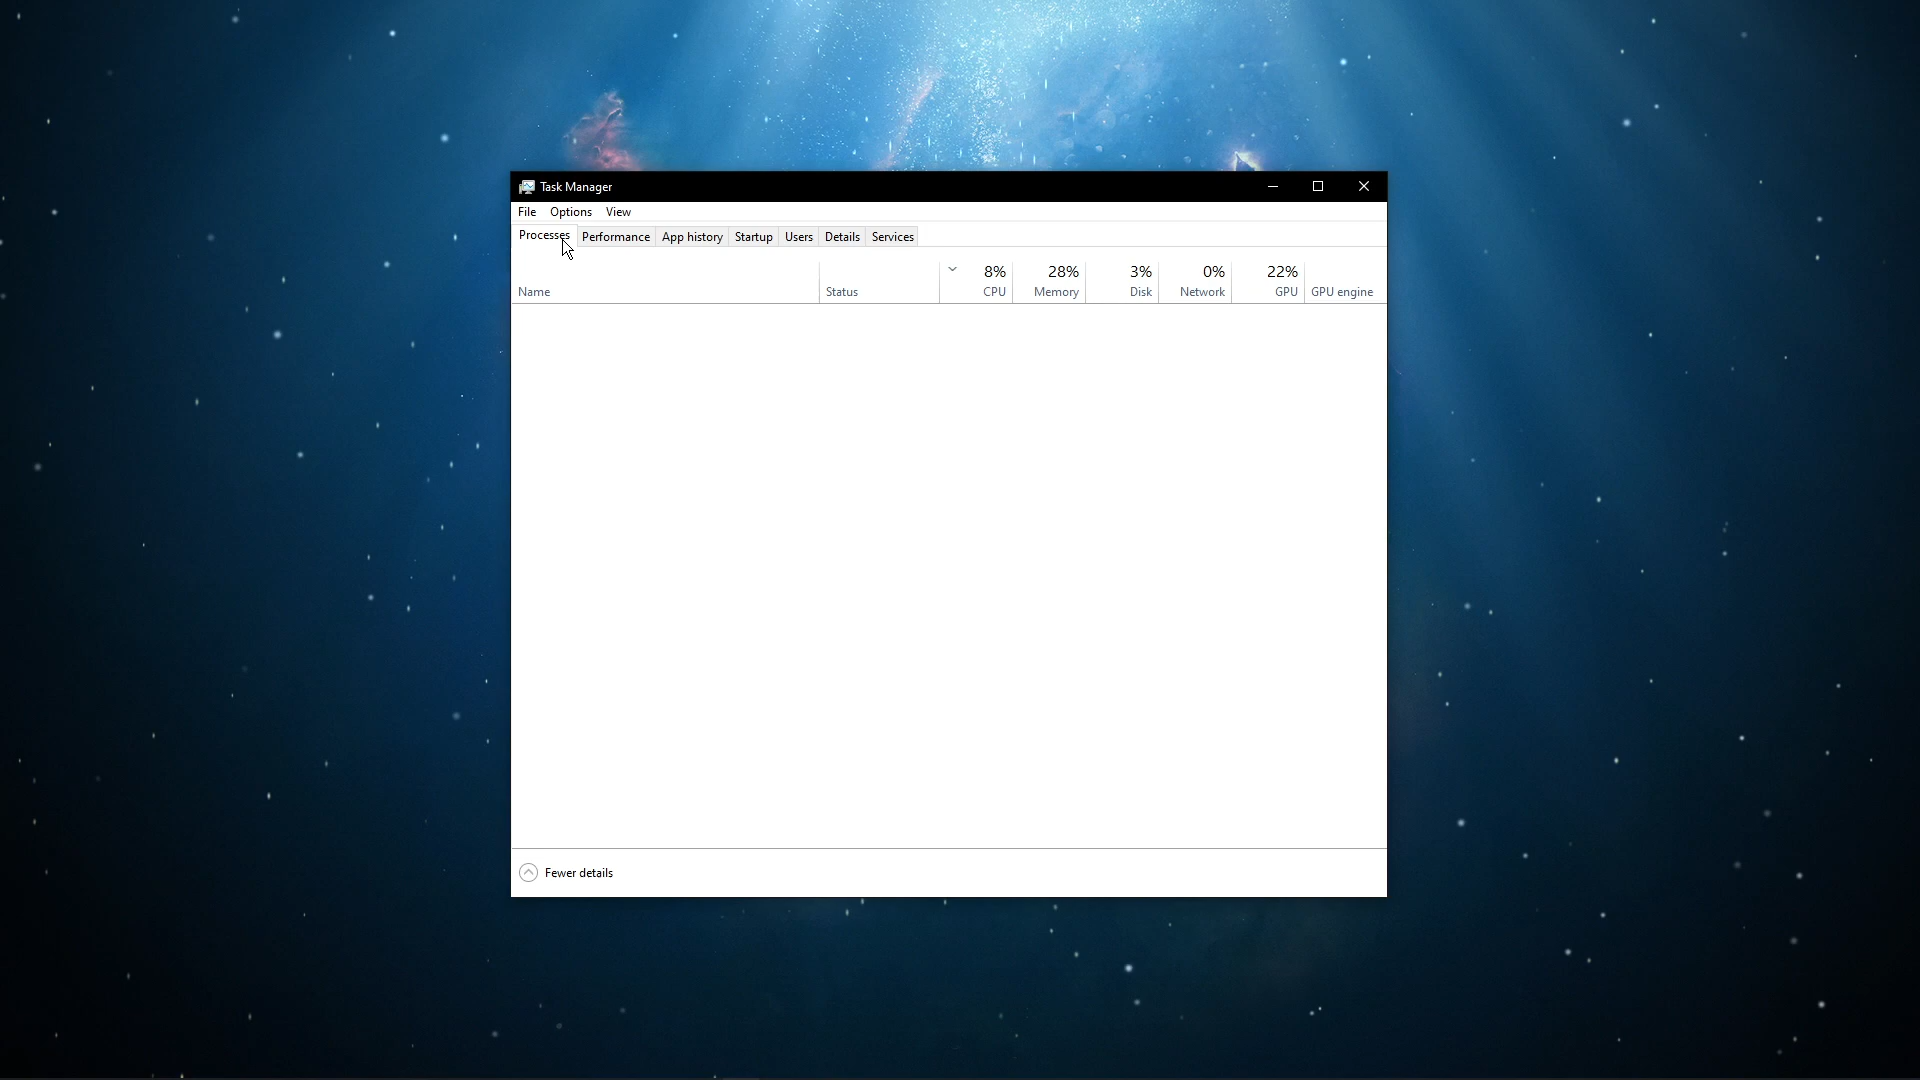 Task Manager
File Options View
Processes Performance App history Startup Users Details Services
8% 28% 3% 0% 22%
Name Status CPU Memory Disk Network GPU GPU engine
Fewer details